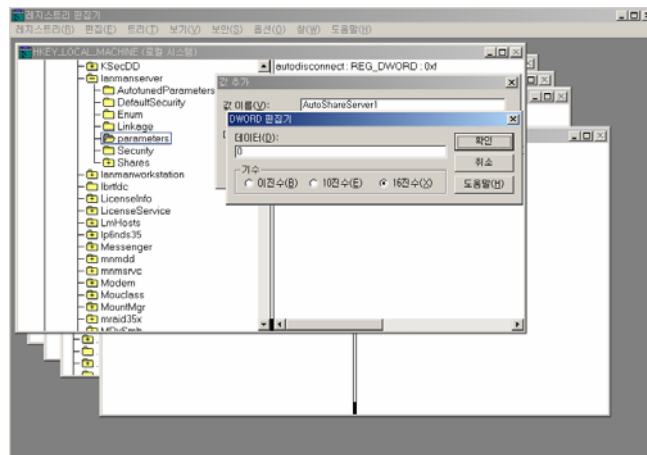 레지스트리 편집기
레지스트리(R) 편집(E) 트리(T) 보기(V) 보안(S) 옵션(O) 창(W) 도움말(H)
HKEY_LOCAL_MACHINE (로컬 시스템)
KSecDD
lanmanserver
AutotunedParameters
DefaultSecurity
Enum
Linkage
parameters
Security
Shares
lanmanworkstation
lbrtfdc
LicenseInfo
LicenseService
LmHosts
lp6nds35
Messenger
mnmdd
mnmsrvc
Modem
Mouclass
MountMgr
mraid35x
MRxSmb
autodisconnect : REG_DWORD : 0xf
값 추가
값 이름(V):
AutoShareServer1
DWORD 편집기
데이터(D):
0
기수
이진수(B) 10진수(E) 16진수(X)
확인
취소
도움말(H)